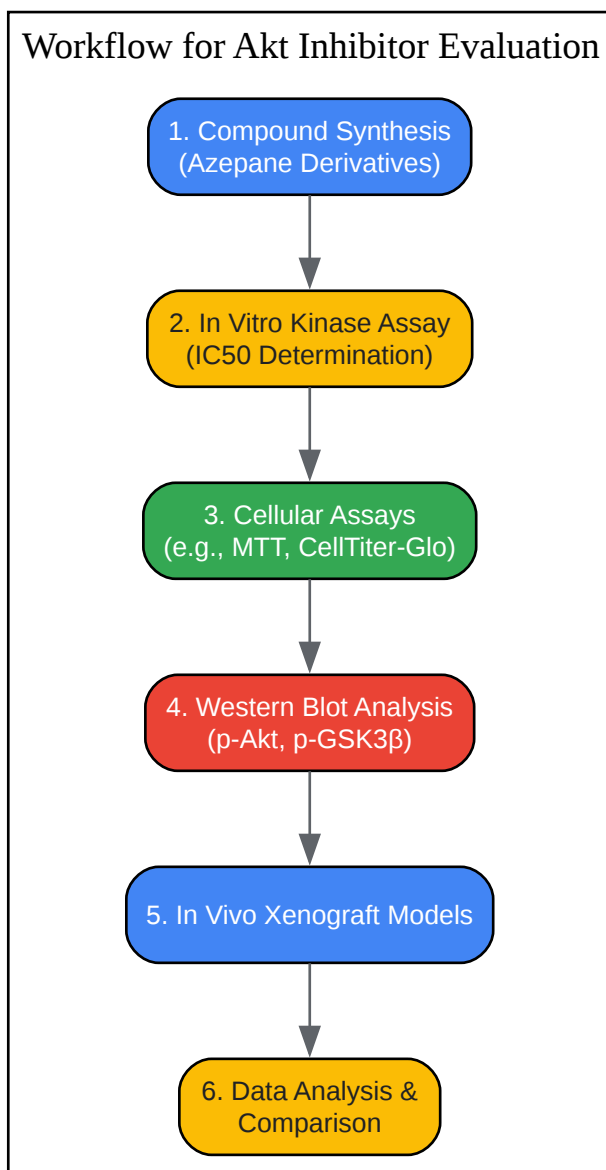 Workflow for Akt Inhibitor Evaluation
1. Compound Synthesis
(Azepane Derivatives)
2. In Vitro Kinase Assay
(IC50 Determination)
3. Cellular Assays
(e.g., MTT, CellTiter-Glo)
4. Western Blot Analysis
(p-Akt, p-GSK3β)
5. In Vivo Xenograft Models
6. Data Analysis &
Comparison